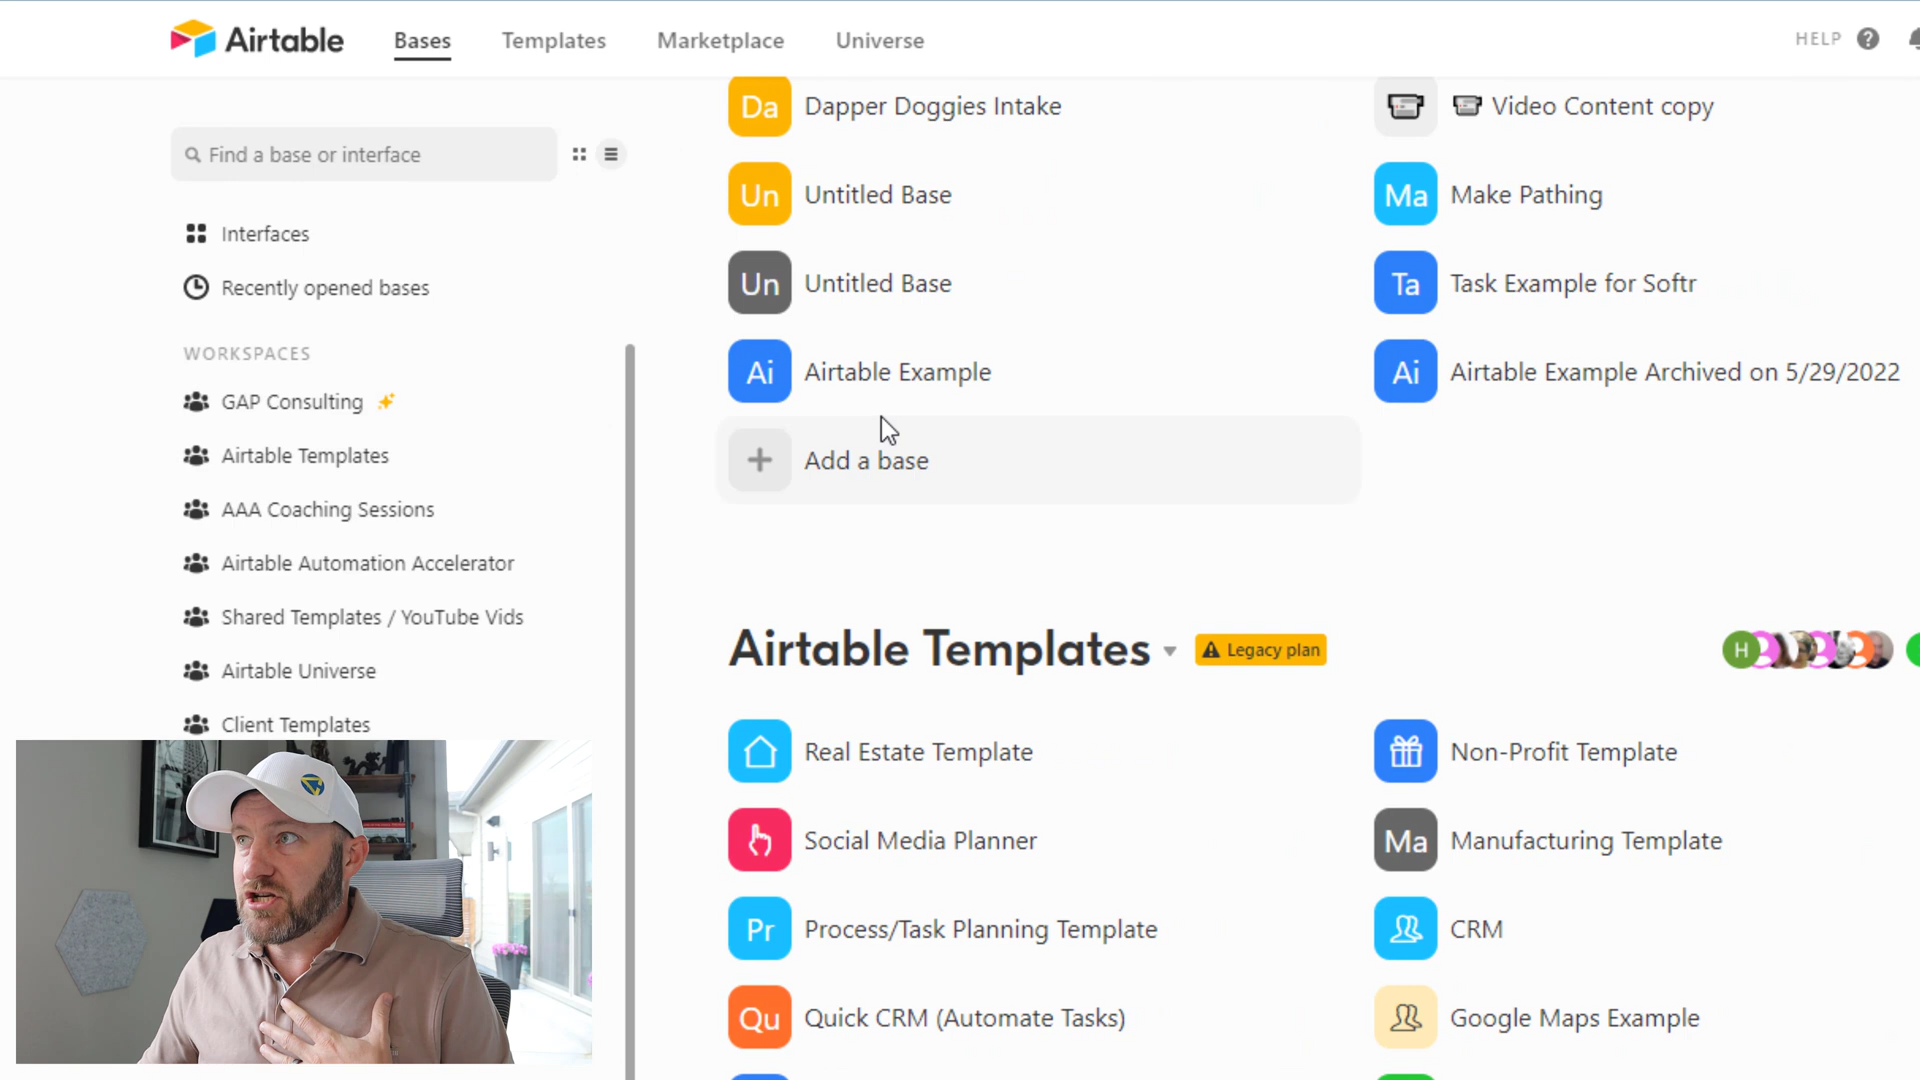 Airtable
Bases
Templates
Marketplace
Universe
HELP
?
Find a base or interface
Interfaces
Recently opened bases
WORKSPACES
GAP Consulting
Airtable Templates
AAA Coaching Sessions
Airtable Automation Accelerator
Shared Templates / YouTube Vids
Airtable Universe
Client Templates
Da Dapper Doggies Intake
Video Content copy
Un Untitled Base
Ma Make Pathing
Un Untitled Base
Ta Task Example for Softr
Ai Airtable Example
Ai Airtable Example Archived on 5/29/2022
+ Add a base
Airtable Templates
Legacy plan
H
Real Estate Template
Non-Profit Template
Social Media Planner
Ma Manufacturing Template
Pr Process/Task Planning Template
CRM
Qu Quick CRM (Automate Tasks)
Google Maps Example